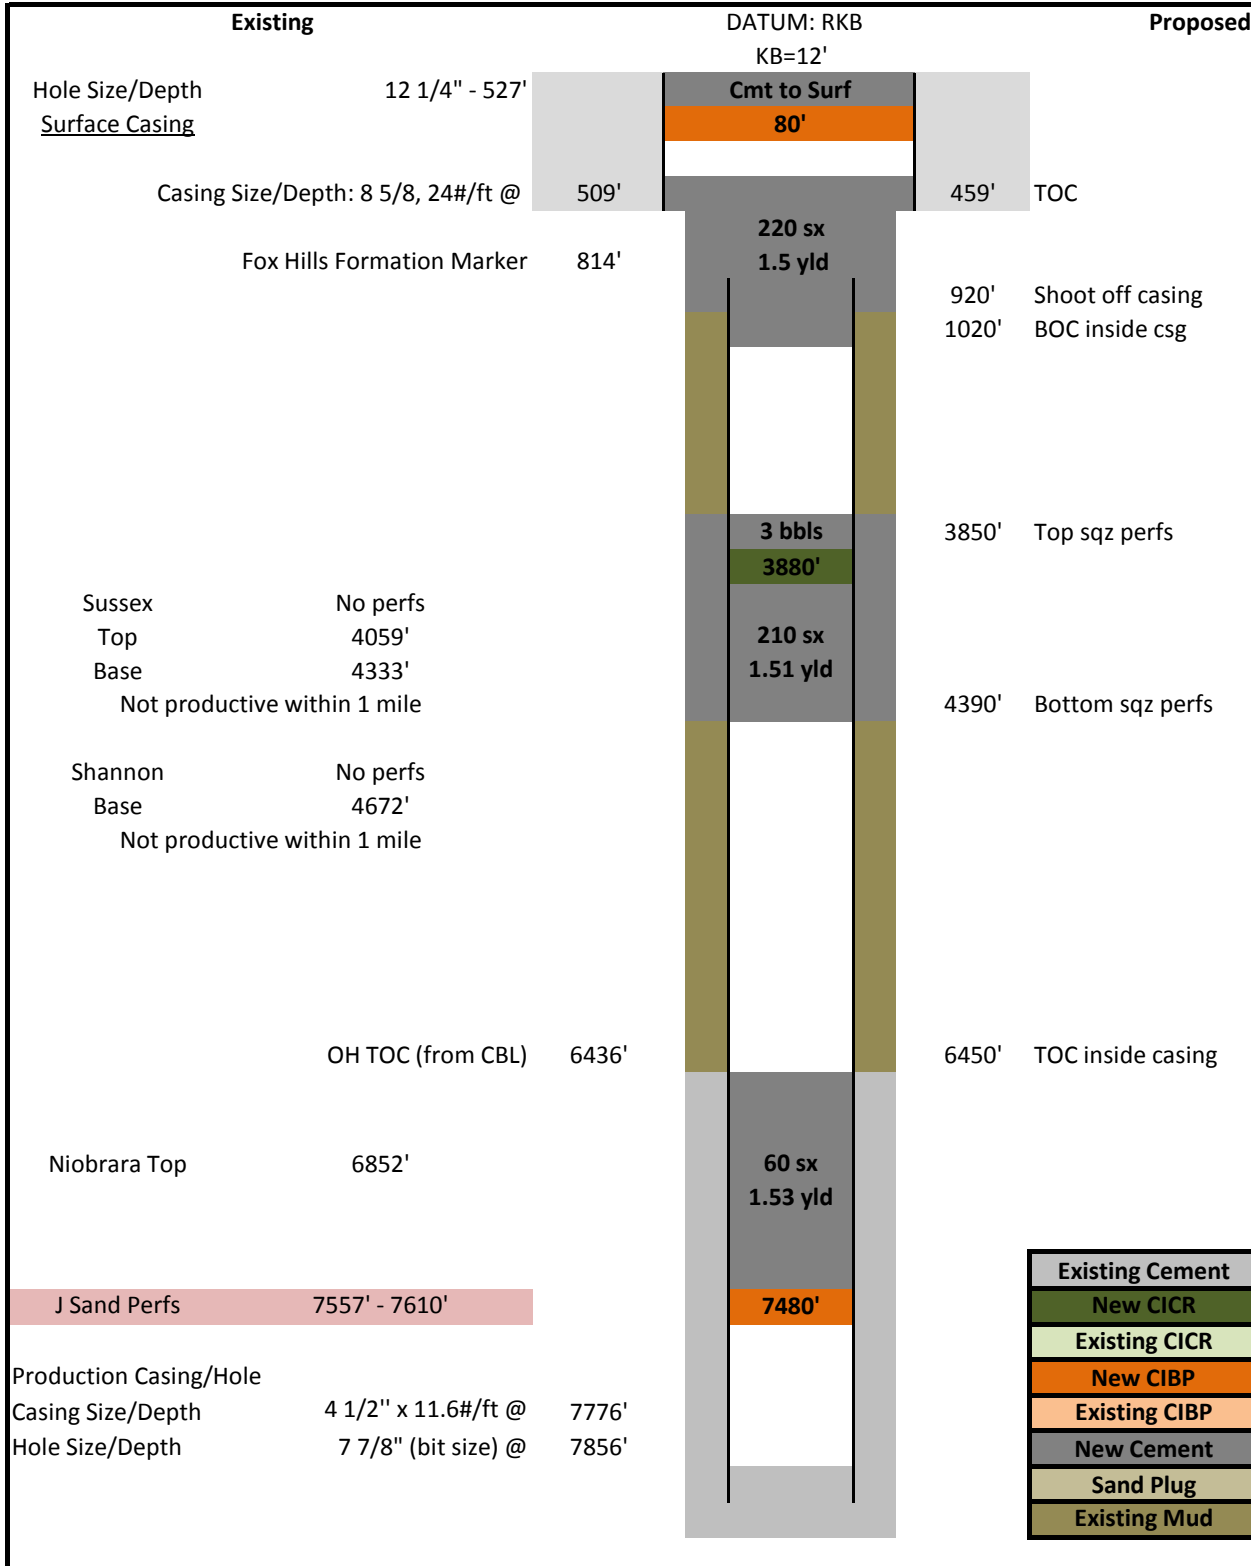 Existing DATUM: RKB Proposed
KB=12'
Hole Size/Depth 12 1/4" - 527' Cmt to Surf
Surface Casing 80'
Casing Size/Depth: 8 5/8, 24#/ft @ 509' 459' TOC
220 sx
Fox Hills Formation Marker 814' 1.5 yld
920' Shoot off casing
1020' BOC inside csg
3 bbls 3850' Top sqz perfs
3880'
Sussex No perfs
Top 4059' 210 sx
Base 4333' 1.51 yld
Not productive within 1 mile 4390' Bottom sqz perfs
Shannon No perfs
Base 4672'
Not productive within 1 mile
OH TOC (from CBL) 6436' 6450' TOC inside casing
Niobrara Top 6852' 60 sx
1.53 yld
Existing Cement
J Sand Perfs 7557' - 7610' 7480' New CICR
Existing CICR
Production Casing/Hole New CIBP
Casing Size/Depth 4 1/2'' x 11.6#/ft @ 7776' Existing CIBP
Hole Size/Depth 7 7/8" (bit size) @ 7856' New Cement
Sand Plug
Existing Mud